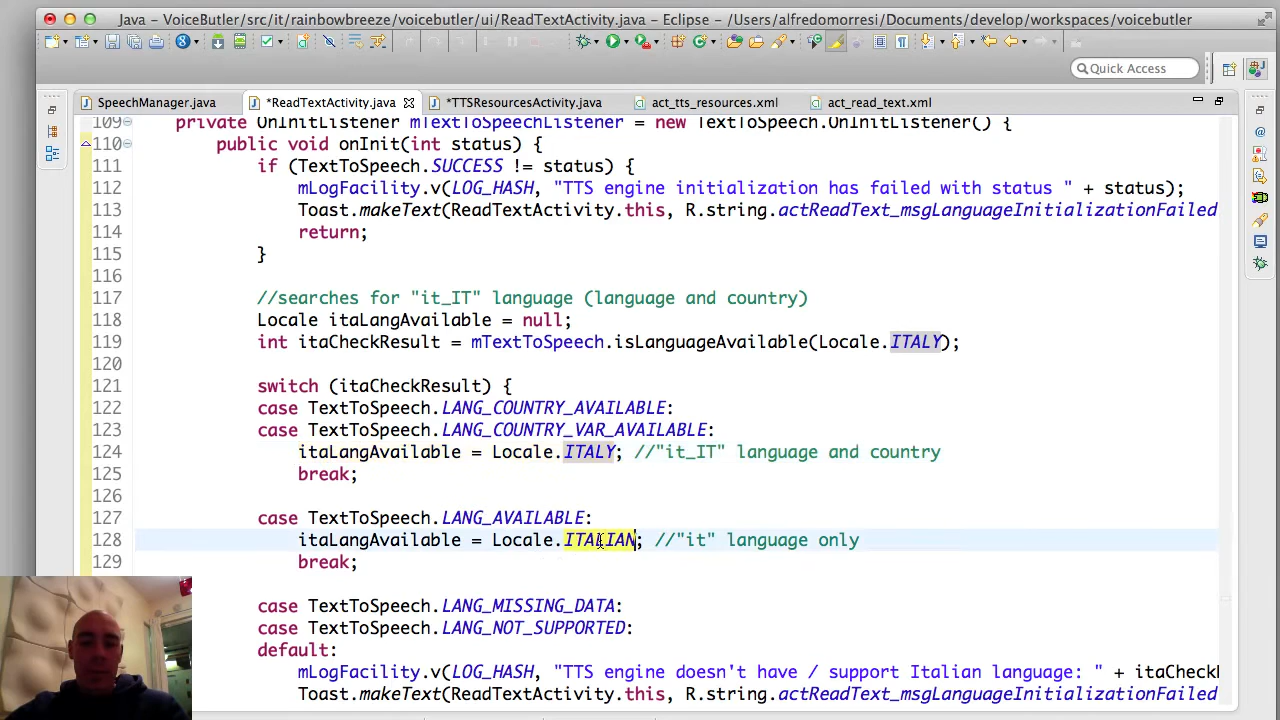 Java - VoiceButler/src/it/rainbowbreeze/voicebutler/ui/ReadTextActivity.java - Eclipse - /Users/alfredomorresi/Documents/develop/workspaces/voicebutler
Quick Access
SpeechManager.java *ReadTextActivity.java *TTSResourcesActivity.java act_tts_resources.xml act_read_text.xml
109 private OnInitListener mTextToSpeechListener = new TextToSpeech.OnInitListener() {
110 public void onInit(int status) {
111 if (TextToSpeech.SUCCESS != status) {
112 mLogFacility.v(LOG_HASH, "TTS engine initialization has failed with status " + status);
113 Toast.makeText(ReadTextActivity.this, R.string.actReadText_msgLanguageInitializationFailed
114 return;
115 }
116
117 //searches for "it_IT" language (language and country)
118 Locale itaLangAvailable = null;
119 int itaCheckResult = mTextToSpeech.isLanguageAvailable(Locale.ITALY);
120
121 switch (itaCheckResult) {
122 case TextToSpeech.LANG_COUNTRY_AVAILABLE:
123 case TextToSpeech.LANG_COUNTRY_VAR_AVAILABLE:
124 itaLangAvailable = Locale.ITALY; //"it_IT" language and country
125 break;
126
127 case TextToSpeech.LANG_AVAILABLE:
128 itaLangAvailable = Locale.ITALIAN; //"it" language only
129 break;
case TextToSpeech.LANG_MISSING_DATA:
case TextToSpeech.LANG_NOT_SUPPORTED:
default:
mLogFacility.v(LOG_HASH, "TTS engine doesn't have / support Italian language: " + itaCheck
Toast.makeText(ReadTextActivity.this, R.string.actReadText_msgLanguageInitializationFailed